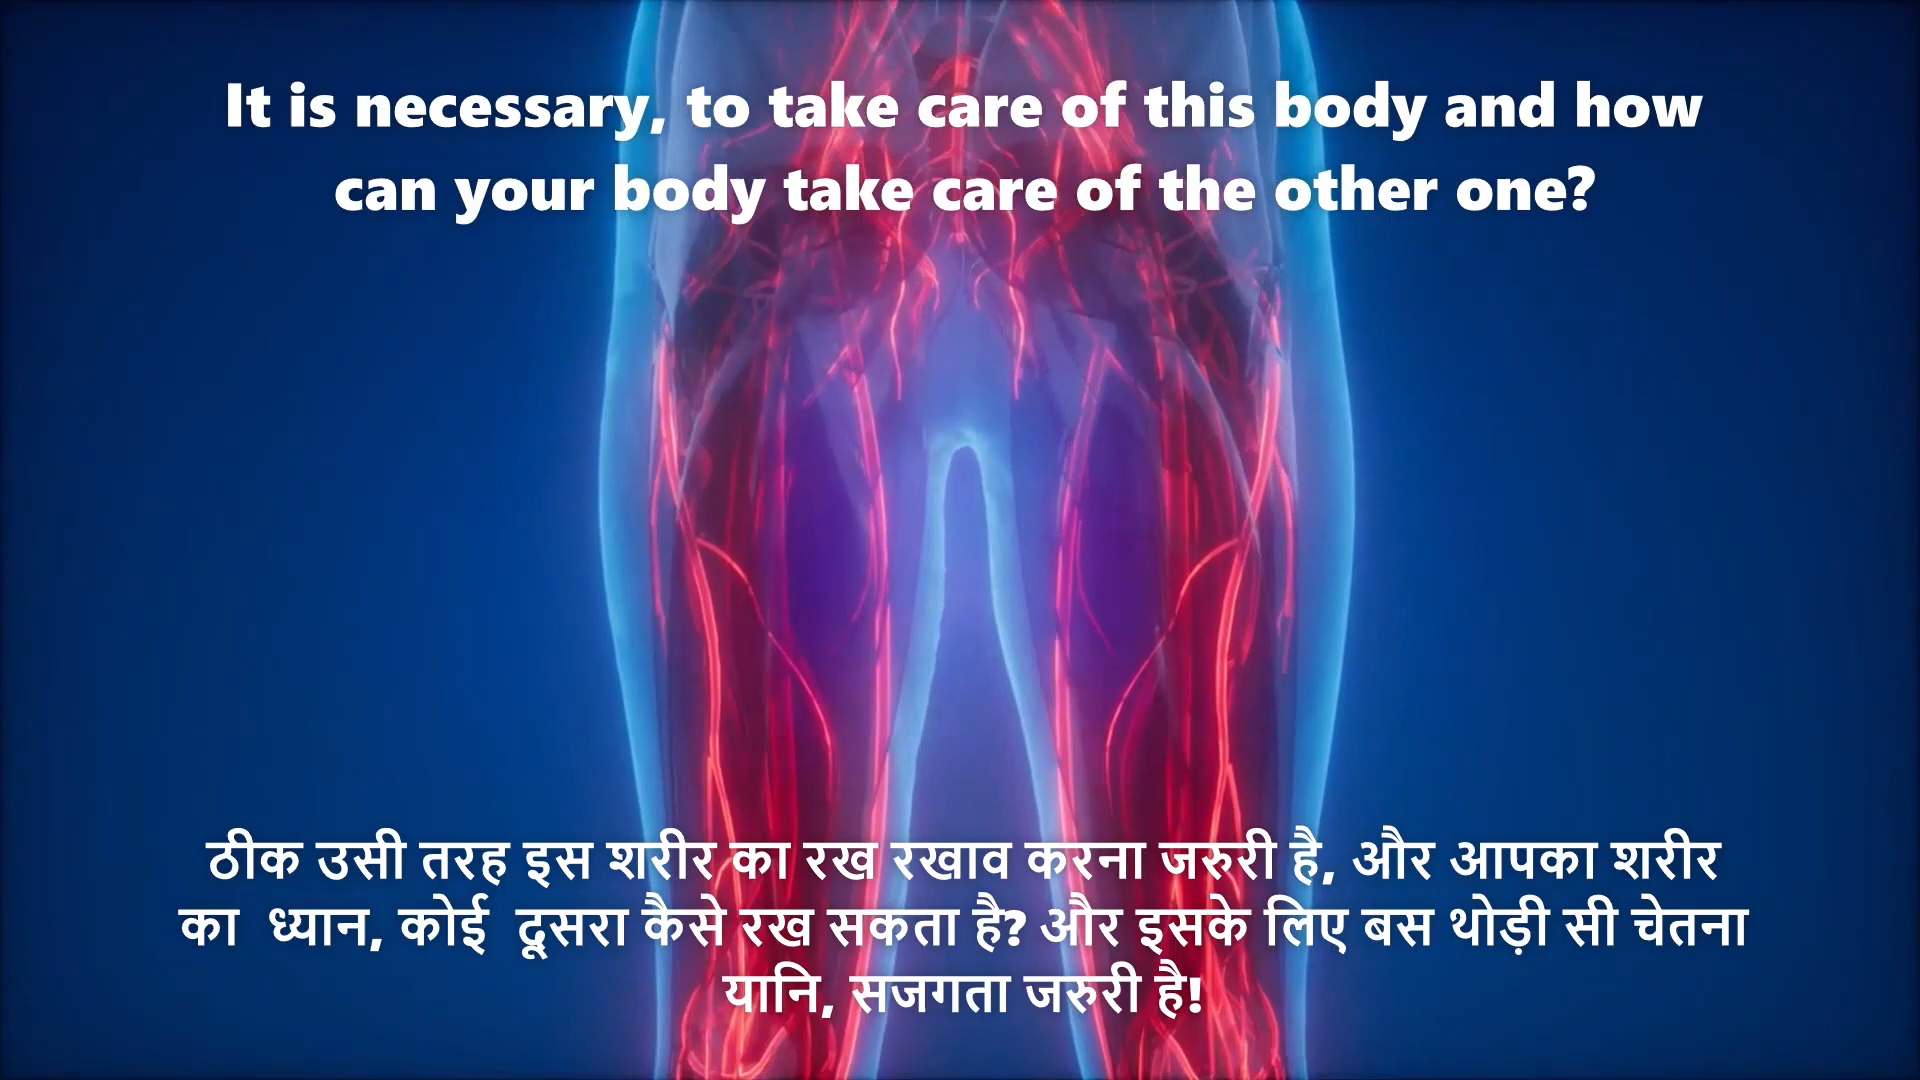 It is necessary, to take care of this body and how
can your body take care of the other one?
ठीक उसी तरह इस शरीर का रख रखाव करना जरुरी है, और आपका शरीर
का ध्यान, कोई दूसरा कैसे रख सकता है? और इसके लिए बस थोड़ी सी चेतना
यानि, सजगता जरुरी है!